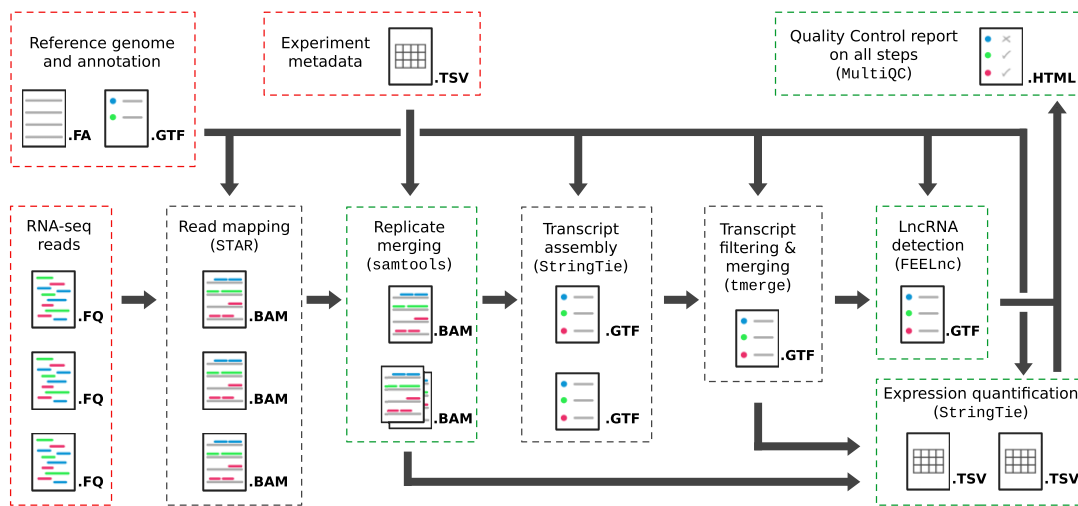 Reference genome
and annotation
.FA
.GTF
Experiment
metadata
.TSV
Quality Control report
on all steps
(MultiQC)
.HTML
RNA-seq
reads
.FQ
.FQ
.FQ
Read mapping
(STAR)
.BAM
.BAM
.BAM
Replicate
merging
(samtools)
.BAM
.BAM
Transcript
assembly
(StringTie)
.GTF
.GTF
Transcript
filtering &
merging
(tmerge)
.GTF
LncRNA
detection
(FEELnc)
.GTF
Expression quantification
(StringTie)
.TSV
.TSV